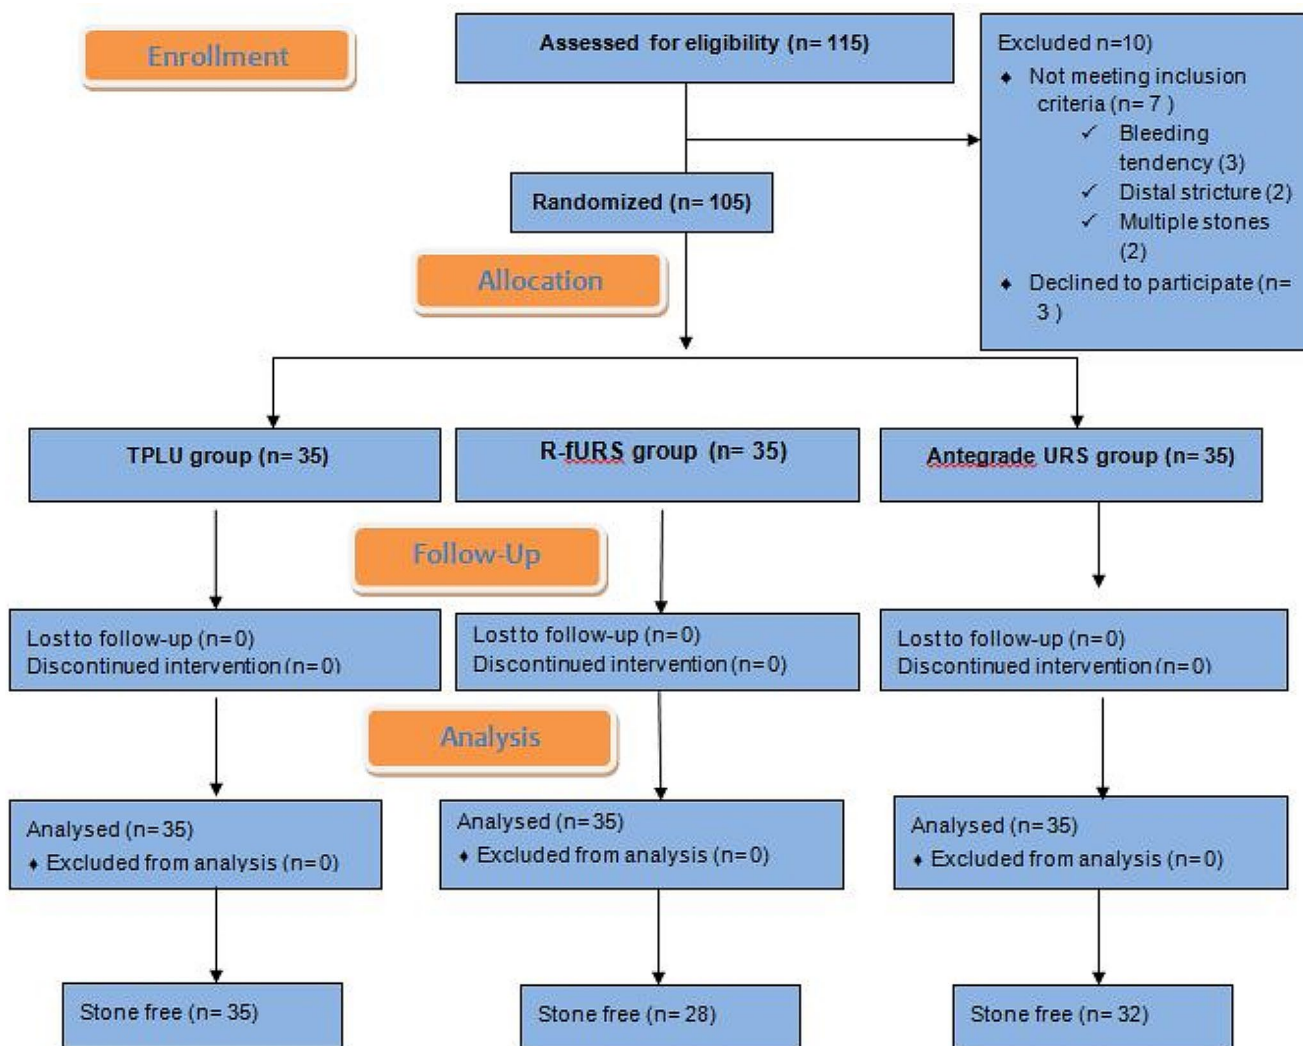 Enrollment
Assessed for eligibility (n= 115)
Excluded n=10)
♦ Not meeting inclusion
criteria (n= 7 )
✓ Bleeding
tendency (3)
✓ Distal stricture (2)
✓ Multiple stones
(2)
♦ Declined to participate (n=
3 )
Randomized (n= 105)
Allocation
TPLU group (n= 35)
R-fURS group (n= 35)
Antegrade URS group (n= 35)
Follow-Up
Lost to follow-up (n= 0)
Discontinued intervention (n= 0)
Lost to follow-up (n= 0)
Discontinued intervention (n= 0)
Lost to follow-up (n= 0)
Discontinued intervention (n= 0)
Analysis
Analysed (n= 35)
♦ Excluded from analysis (n= 0)
Analysed (n= 35)
♦ Excluded from analysis (n= 0)
Analysed (n= 35)
♦ Excluded from analysis (n= 0)
Stone free (n= 35)
Stone free (n= 28)
Stone free (n= 32)